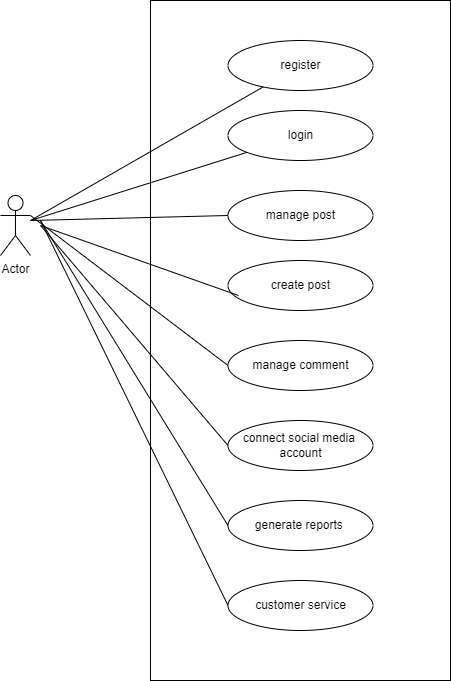 register
login
manage post
Actor
create post
manage comment
connect social media
account
generate reports
customer service